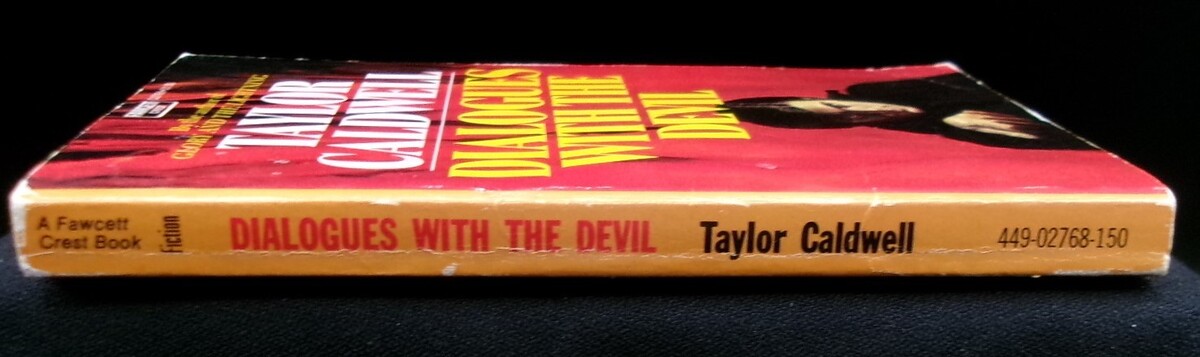 TAYLOR
CALDWELL
DIALOGUES
WITH THE
DEVIL
A Fawcett
Crest Book
fiction
DIALOGUES WITH THE DEVIL
Taylor Caldwell
449-02768-150